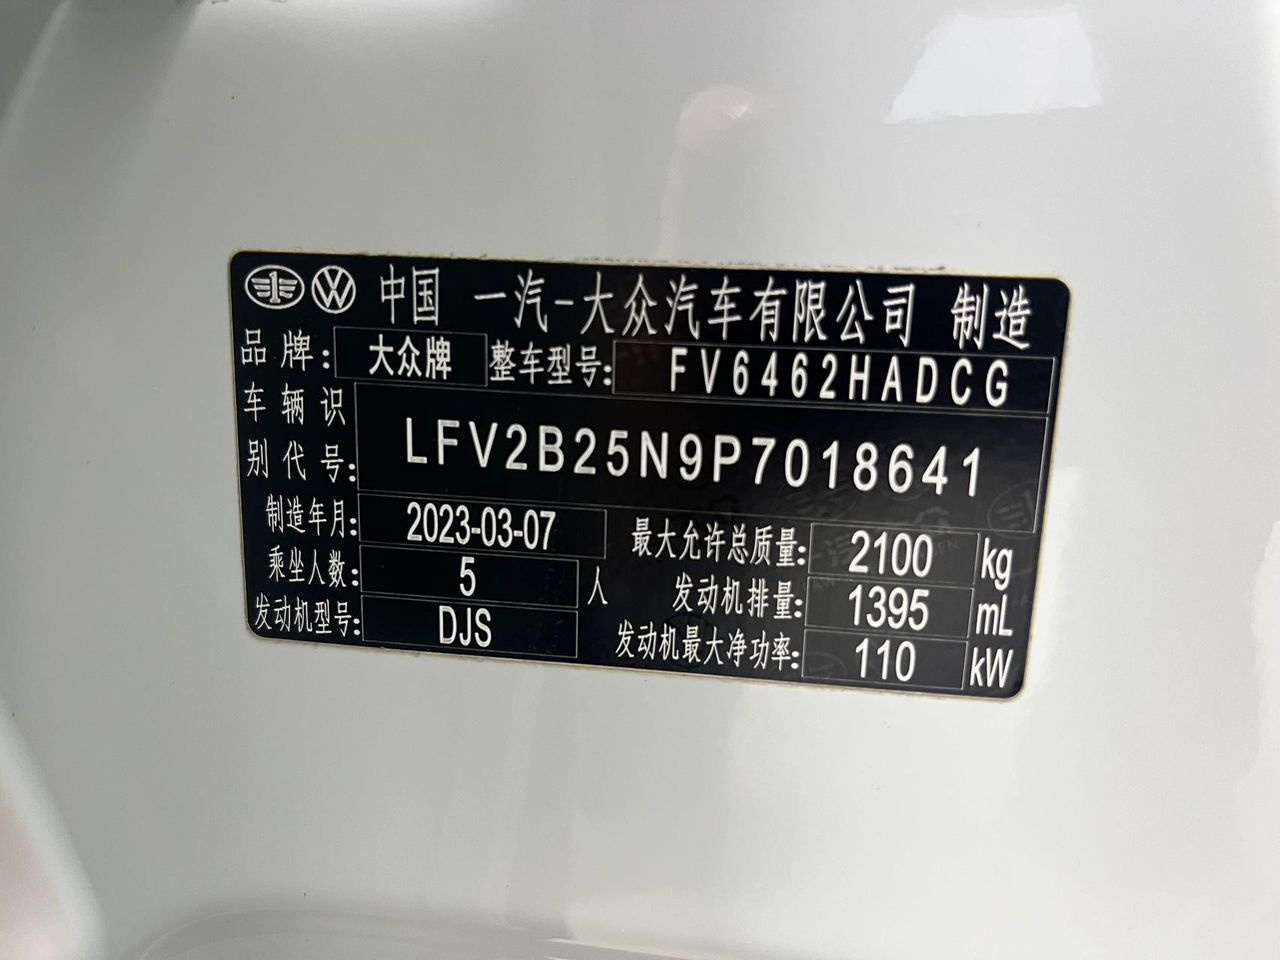 中国 一汽-大众汽车有限公司 制造
品牌: 大众牌 整车型号: FV6462HADCG
车辆识别代号: LFV2B25N9P7018641
制造年月: 2023-03-07 最大允许总质量: 2100 kg
乘坐人数: 5 人 发动机排量: 1395 mL
发动机型号: DJS 发动机最大净功率: 110 kW